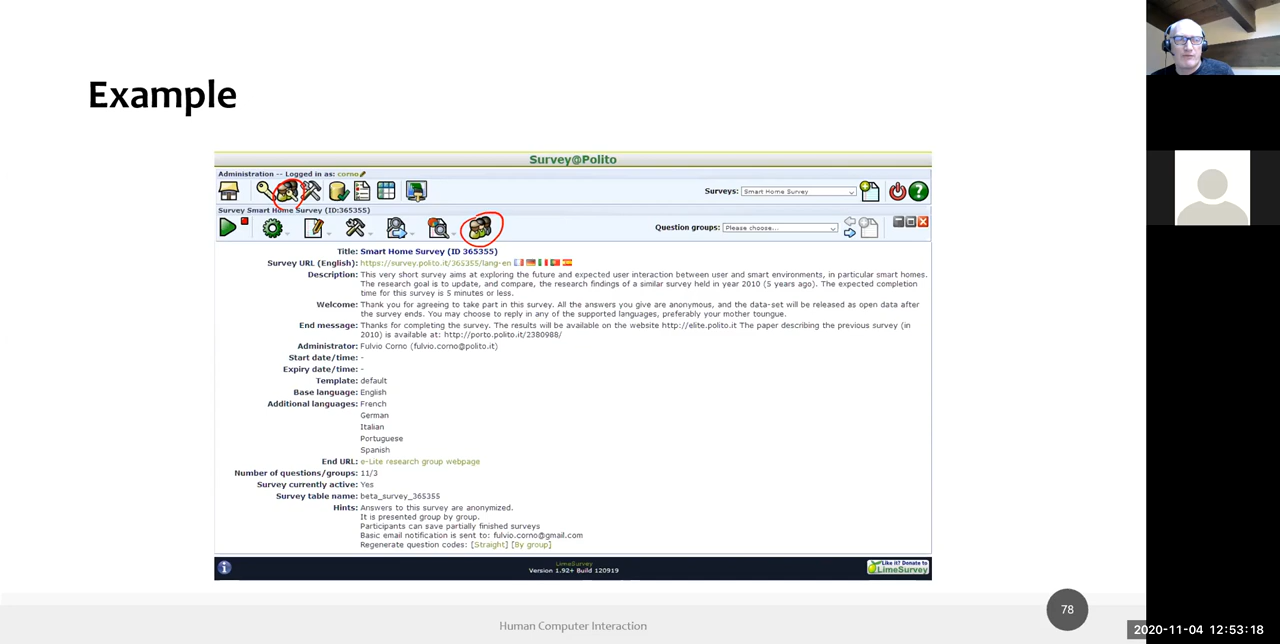 Example
Survey@Polito
Administration -- Logged in as: corno
Surveys: Smart Home Survey
Survey Smart Home Survey (ID:365355)
Question groups: Please choose...
Title: Smart Home Survey (ID 365355)
Survey URL (English): https://survey.polito.it/365355/lang-en
Description: This very short survey aims at exploring the future and expected user interaction between user and smart environments, in particular smart homes.
The research goal is to update, and compare, the research findings of a similar survey held in year 2010 (5 years ago). The expected completion
time for this survey is 5 minutes or less.
Welcome: Thank you for agreeing to take part in this survey. All the answers you give are anonymous, and the data-set will be released as open data after
the survey ends. You may choose to reply in any of the supported languages, preferably your mother toungue.
End message: Thanks for completing the survey. The results will be available on the website http://elite.polito.it The paper describing the previous survey (in
2010) is available at: http://porto.polito.it/2380988/
Administrator: Fulvio Corno (fulvio.corno@polito.it)
Start date/time: -
Expiry date/time: -
Template: default
Base language: English
Additional languages: French
German
Italian
Portuguese
Spanish
End URL: e-Lite research group webpage
Number of questions/groups: 11/3
Survey currently active: Yes
Survey table name: beta_survey_365355
Hints: Answers to this survey are anonymized.
It is presented group by group.
Participants can save partially finished surveys
Basic email notification is sent to: fulvio.corno@gmail.com
Regenerate question codes: [Straight] [By group]
LimeSurvey
Version 1.92+ Build 120919
Like it? Donate to
LimeSurvey
78
Human Computer Interaction
2020-11-04 12:53:18